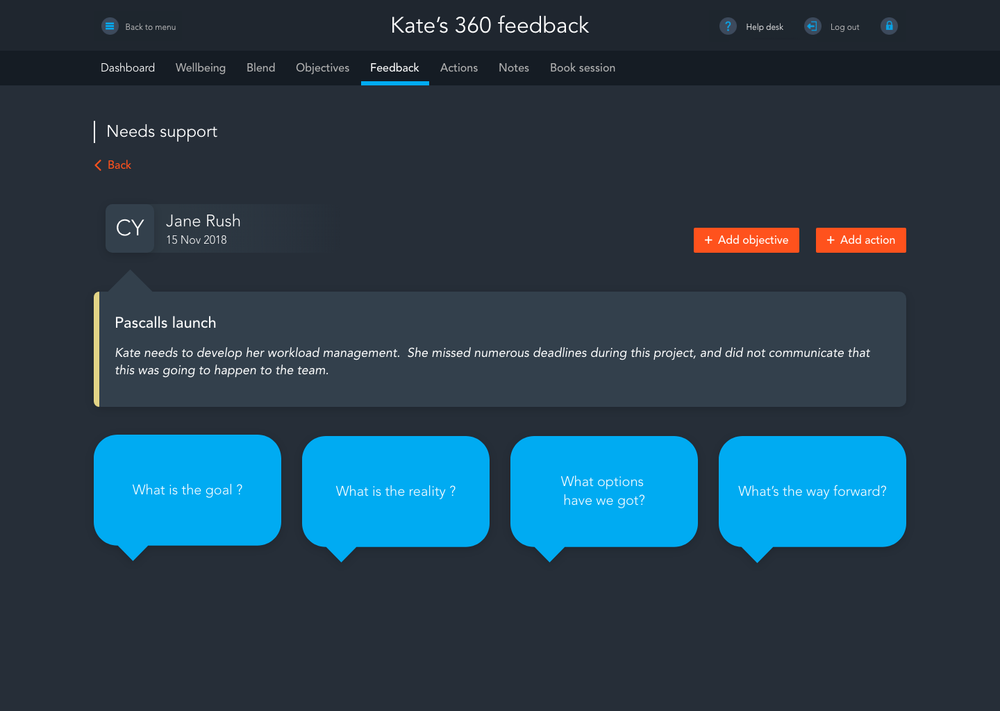 Back to menu
Kate’s 360 feedback
?
Help desk
Log out
Dashboard
Wellbeing
Blend
Objectives
Feedback
Actions
Notes
Book session
Needs support
Back
CY
Jane Rush
15 Nov 2018
+ Add objective
+ Add action
Pascalls launch
Kate needs to develop her workload management.  She missed numerous deadlines during this project, and did not communicate that
this was going to happen to the team.
What is the goal ?
What is the reality ?
What options
have we got?
What’s the way forward?